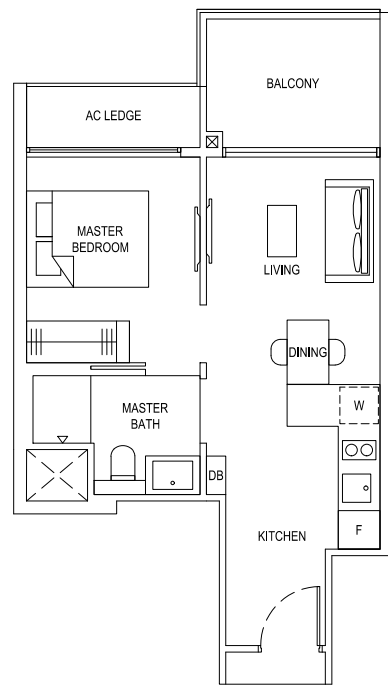 BALCONY
AC LEDGE
MASTER
BEDROOM
LIVING
DINING
W
MASTER
BATH
DB
F
KITCHEN